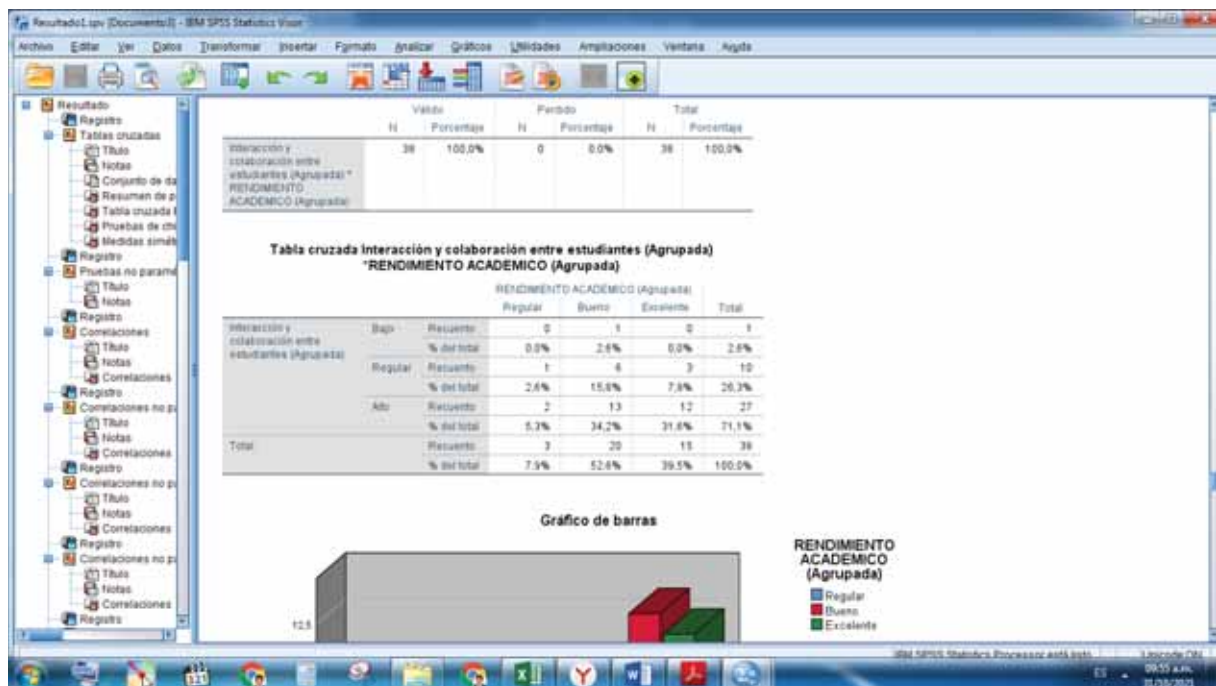 Resultado1.spv [Documento3] - IBM SPSS Statistics Visor
Archivo Editar Ver Datos Transformar Insertar Formato Analizar Gráficos Utilidades Ampliaciones Ventana Ayuda
Resultado
Registro
Tablas cruzadas
Título
Notas
Conjunto de da
Resumen de p
Tabla cruzada I
Pruebas de chi
Medidas simét
Registro
Pruebas no paramé
Título
Notas
Registro
Correlaciones
Título
Notas
Correlaciones
Registro
Correlaciones no pa
Título
Notas
Correlaciones
Registro
Correlaciones no pa
Título
Notas
Correlaciones
Registro
Correlaciones no pa
Título
Notas
Correlaciones
Registro
Válido Perdido Total
N Porcentaje N Porcentaje N Porcentaje
Interacción y
colaboración entre
estudiantes (Agrupada) *
RENDIMIENTO
ACADEMICO (Agrupada)
38 100,0% 0 0,0% 38 100,0%
Tabla cruzada Interacción y colaboración entre estudiantes (Agrupada)
*RENDIMIENTO ACADEMICO (Agrupada)
RENDIMIENTO ACADEMICO (Agrupada)
Regular Bueno Excelente Total
Interacción y
colaboración entre
estudiantes (Agrupada)
Bajo Recuento 0 1 0 1
% del total 0,0% 2,6% 0,0% 2,6%
Regular Recuento 1 6 3 10
% del total 2,6% 15,8% 7,9% 26,3%
Alto Recuento 2 13 12 27
% del total 5,3% 34,2% 31,6% 71,1%
Total Recuento 3 20 15 38
% del total 7,9% 52,6% 39,5% 100,0%
Gráfico de barras
12,5
RENDIMIENTO
ACADEMICO
(Agrupada)
Regular
Bueno
Excelente
IBM SPSS Statistics Processor está listo Unicode:ON
ES 09:55 a.m.